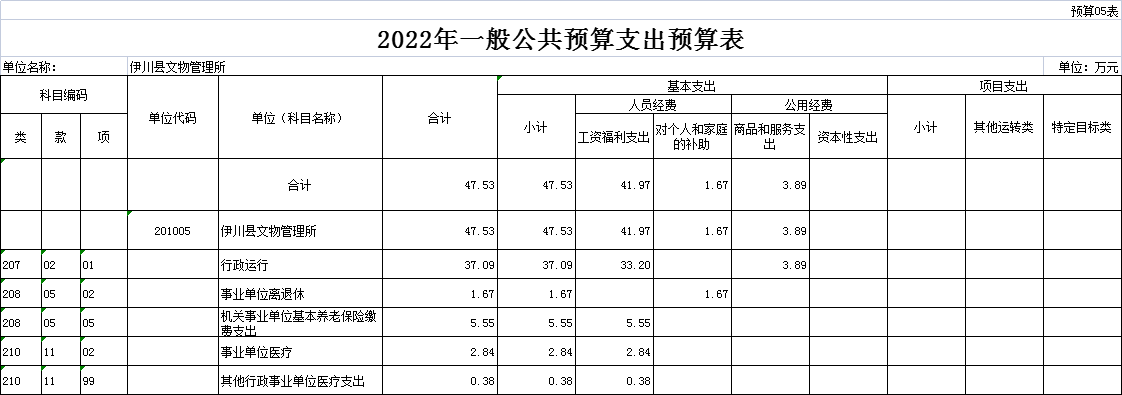 预算05表
2022年一般公共预算支出预算表
单位名称： 伊川县文物管理所 单位：万元
科目编码 单位代码 单位（科目名称） 合计 基本支出 项目支出
类 款 项 小计 人员经费 公用经费 小计 其他运转类 特定目标类
工资福利支出 对个人和家庭的补助 商品和服务支出 资本性支出
合计 47.53 47.53 41.97 1.67 3.89
201005 伊川县文物管理所 47.53 47.53 41.97 1.67 3.89
207 02 01 行政运行 37.09 37.09 33.20 3.89
208 05 02 事业单位离退休 1.67 1.67 1.67
208 05 05 机关事业单位基本养老保险缴费支出 5.55 5.55 5.55
210 11 02 事业单位医疗 2.84 2.84 2.84
210 11 99 其他行政事业单位医疗支出 0.38 0.38 0.38